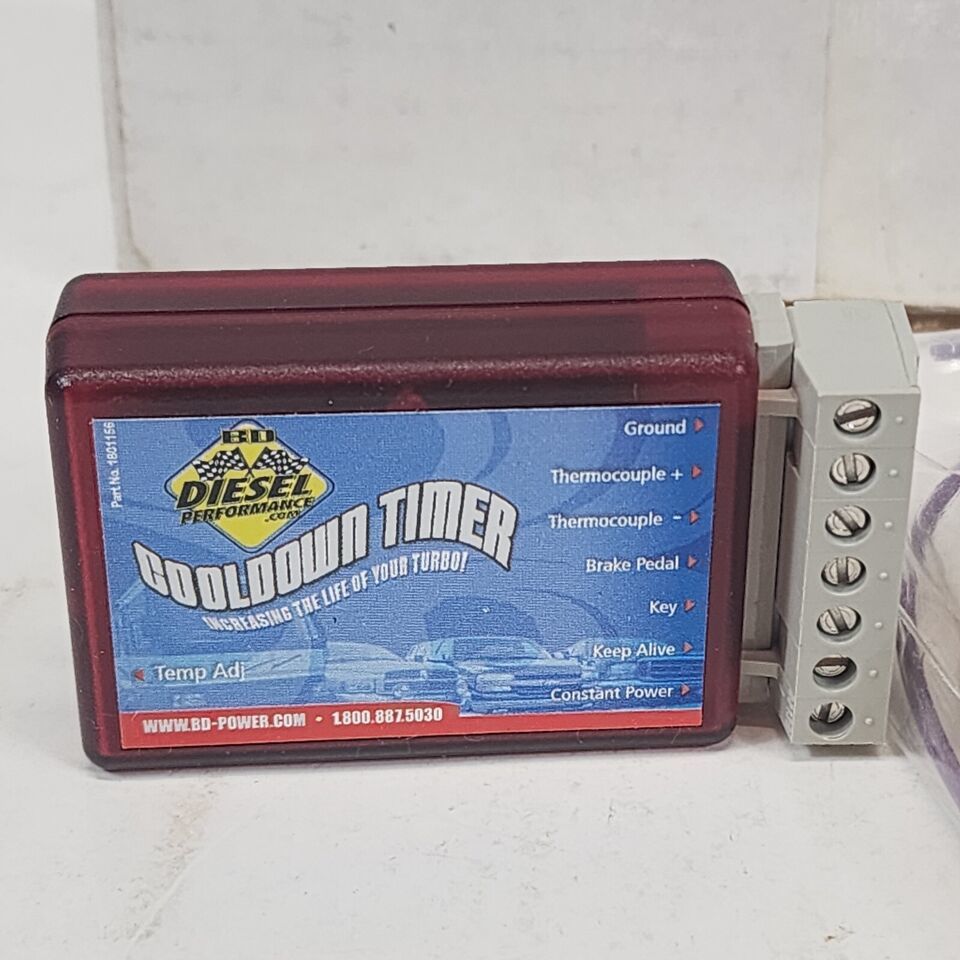 Part No. 1801156
BD
DIESEL
PERFORMANCE
.COM
COOLDOWN TIMER
INCREASING THE LIFE OF YOUR TURBO!
Ground
Thermocouple +
Thermocouple -
Brake Pedal
Key
Keep Alive
Constant Power
Temp Adj
WWW.BD-POWER.COM • 1.800.887.5030